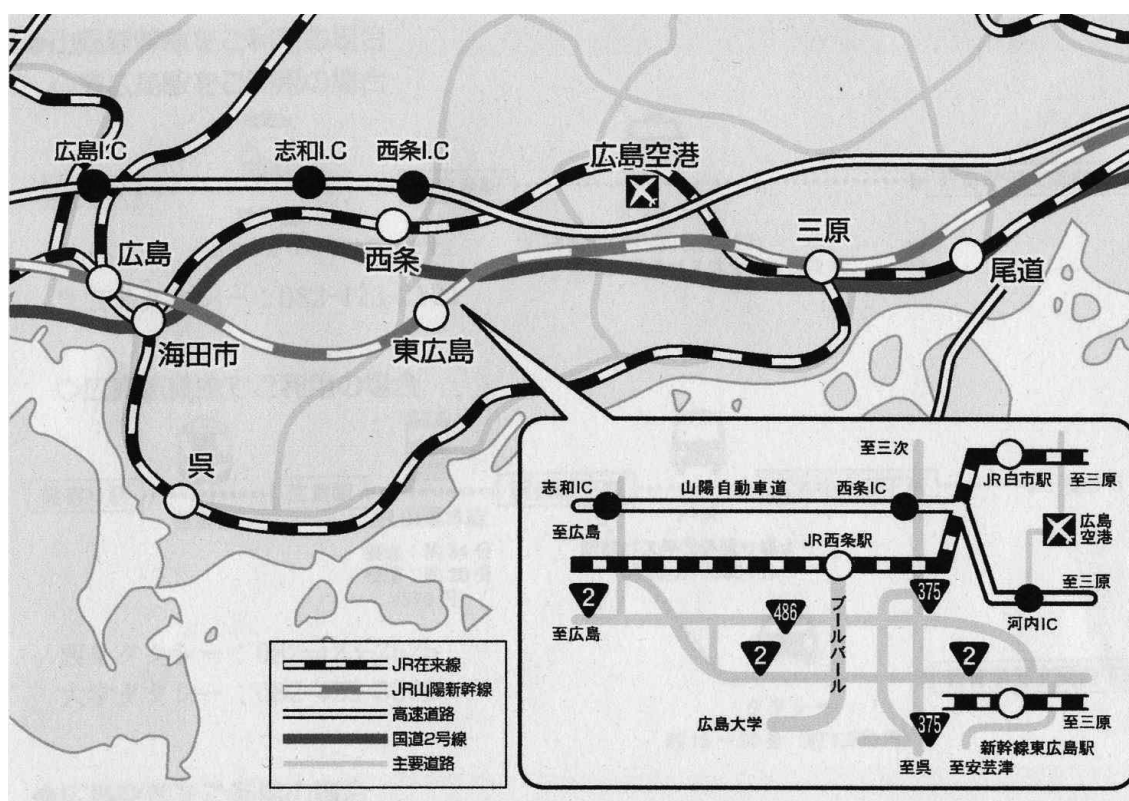 広島I.C
志和I.C
西条I.C
広島空港
広島
西条
三原
尾道
海田市
東広島
呉
至三次
JR白市駅
至三原
志和IC
山陽自動車道
西条IC
至広島
広島
空港
JR西条駅
2
486
375
至三原
至広島
河内IC
2
ブールバール
2
広島大学
375
至三原
新幹線東広島駅
至呉
至安芸津
JR在来線
JR山陽新幹線
高速道路
国道2号線
主要道路